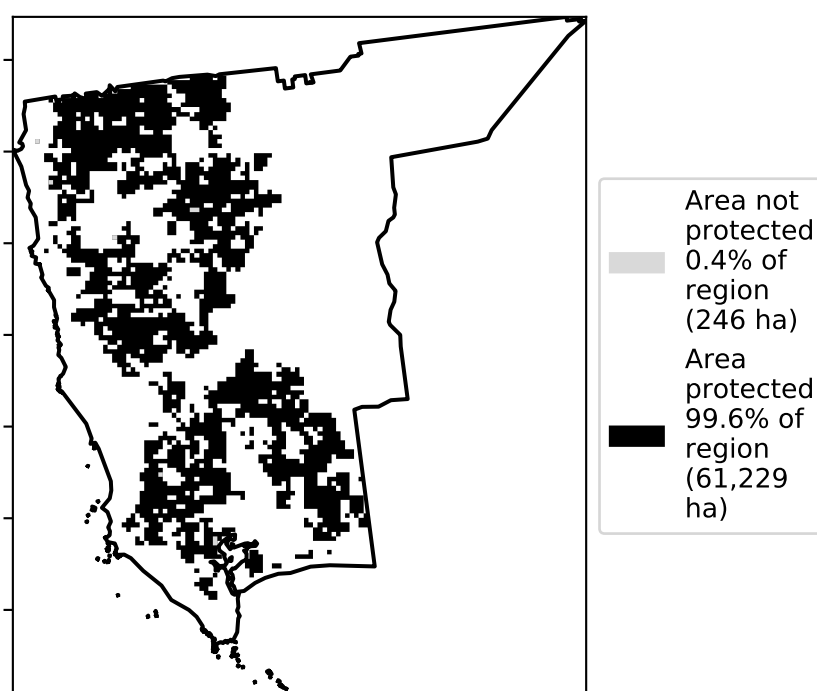 Area not
protected
0.4% of
region
(246 ha)
Area
protected
99.6% of
region
(61,229
ha)